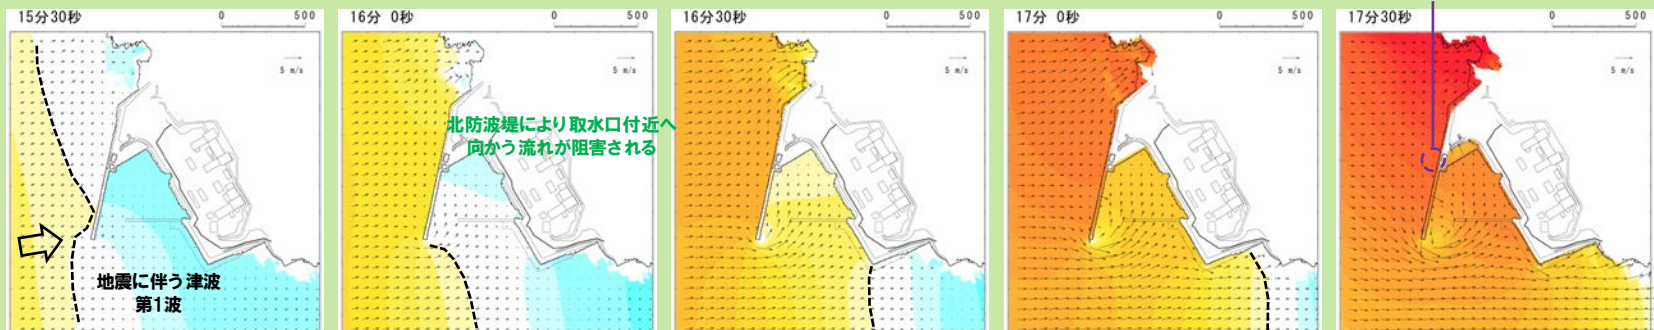 15分30秒
0 500
5 m/s
地震に伴う津波
第1波
16分 0秒
0 500
5 m/s
北防波堤により取水口付近へ
向かう流れが阻害される
16分30秒
0 500
5 m/s
17分 0秒
0 500
5 m/s
17分30秒
0 500
5 m/s